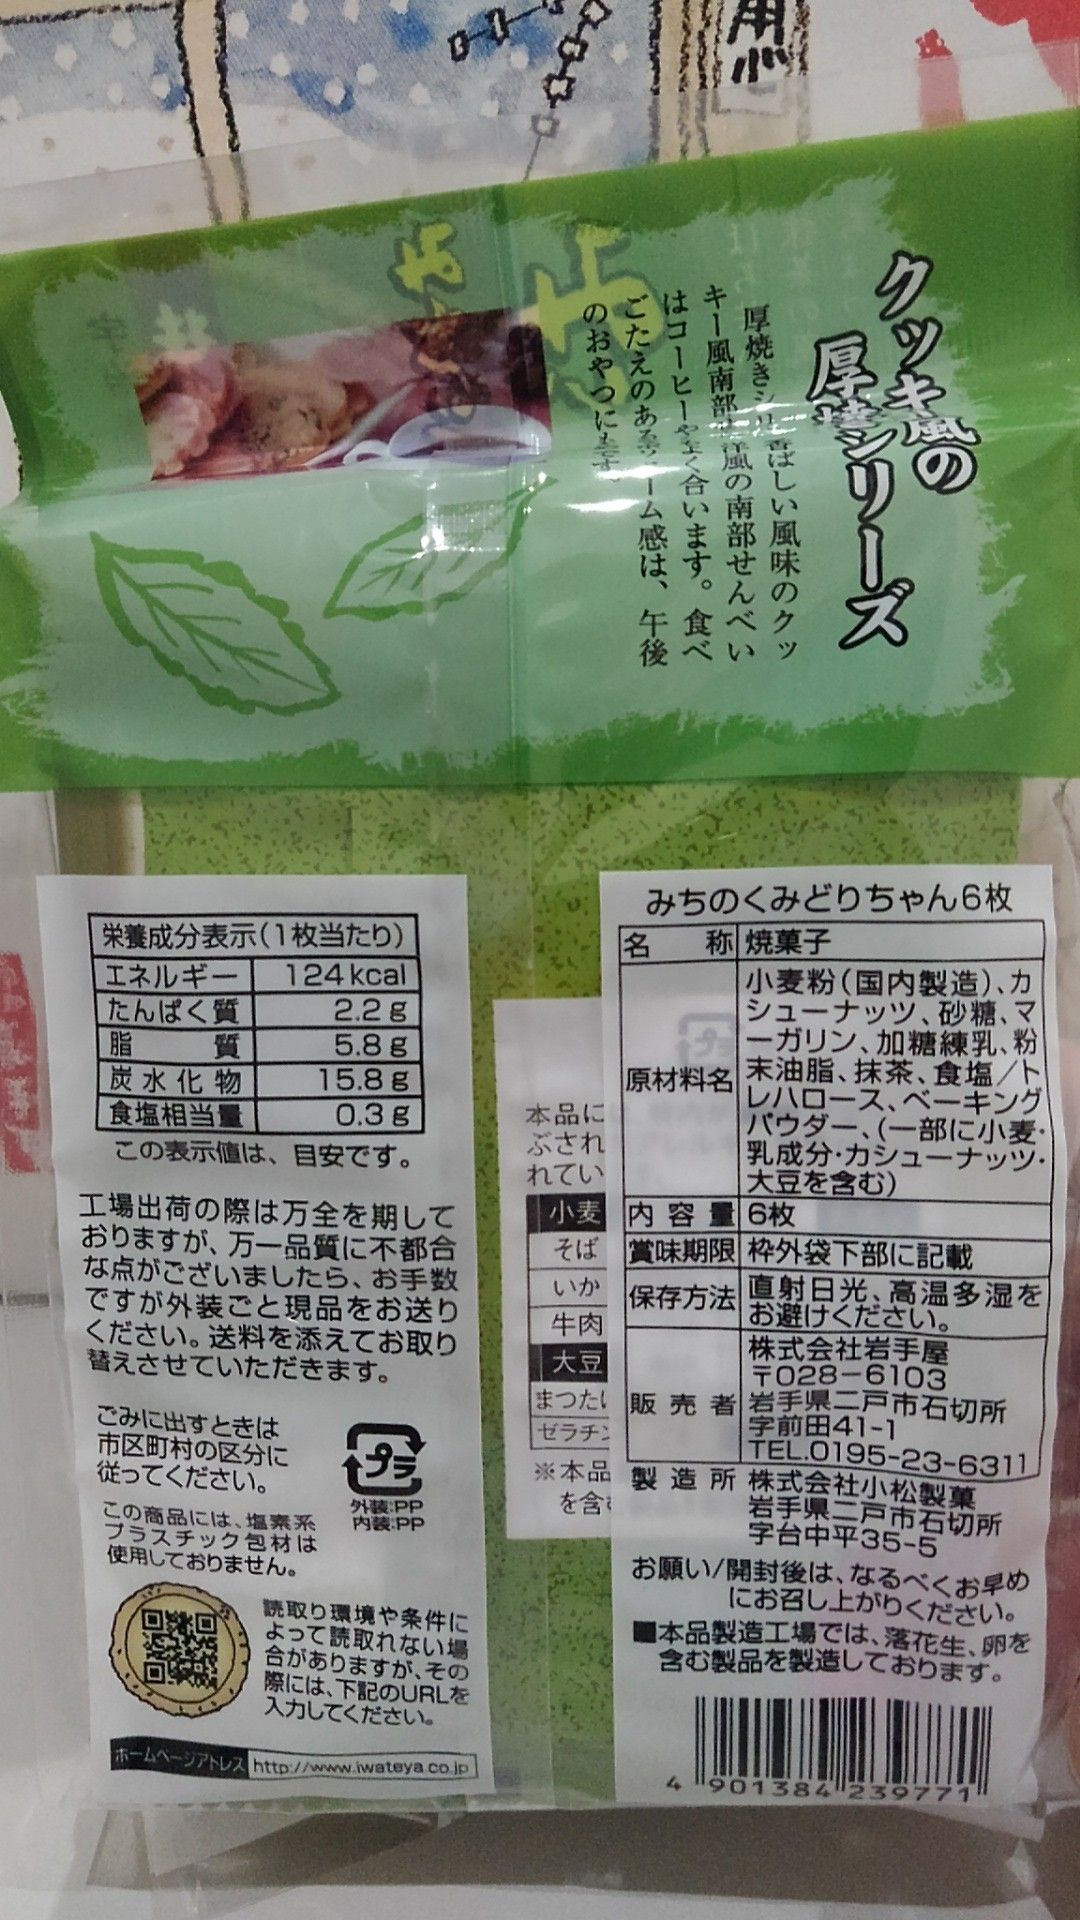 用心
クッキー風の
厚焼シリーズ
厚焼き
香ばしい風味のクッ
キー風南部
洋風の南部せんべい
はコーヒーや
よく合います。食べ
ごたえのある
ーム感は、午後
のおやつにも
栄養成分表示(1枚当たり)
エネルギー 124kcal
たんぱく質 2.2g
脂質 5.8g
炭水化物 15.8g
食塩相当量 0.3g
この表示値は、目安です。
工場出荷の際は万全を期して
おりますが、万一品質に不都合
な点がございましたら、お手数
ですが外装ごと現品をお送り
ください。送料を添えてお取り
替えさせていただきます。
ごみに出すときは
市区町村の区分に
従ってください。
プラ
外装:PP
内装:PP
この商品には、塩素系
プラスチック包材は
使用しておりません。
読取り環境や条件に
よって読取れない場
合がありますが、その
際には、下記のURLを
入力してください。
ホームページアドレス http://www.iwateya.co.jp
本品に
ぶされ
れてい
小麦
そば
いか
牛肉
大豆
まつた
ゼラチン
※本品
を含
みちのくみどりちゃん6枚
名称 焼菓子
原材料名 小麦粉(国内製造)、カ
シューナッツ、砂糖、マ
ーガリン、加糖練乳、粉
末油脂、抹茶、食塩/ト
レハロース、ベーキング
パウダー、(一部に小麦・
乳成分・カシューナッツ・
大豆を含む)
内容量 6枚
賞味期限 枠外袋下部に記載
保存方法 直射日光、高温多湿を
お避けください。
販売者 株式会社岩手屋
〒028-6103
岩手県二戸市石切所
字前田41-1
TEL.0195-23-6311
製造所 株式会社小松製菓
岩手県二戸市石切所
字台中平35-5
お願い/開封後は、なるべくお早め
にお召し上がりください。
■本品製造工場では、落花生、卵を
含む製品を製造しております。
4 901384 239771